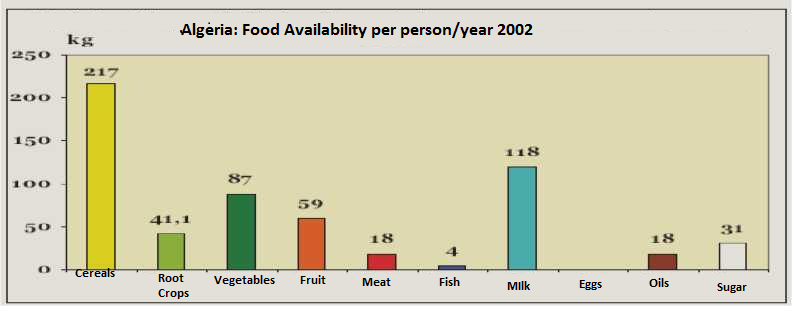 Algeria: Food Availability per person/year 2002
kg
250
200
150
100
50
0
217
41,1
87
59
18
4
118
18
31
Cereals
Root
Crops
Vegetables
Fruit
Meat
Fish
MIlk
Eggs
Oils
Sugar